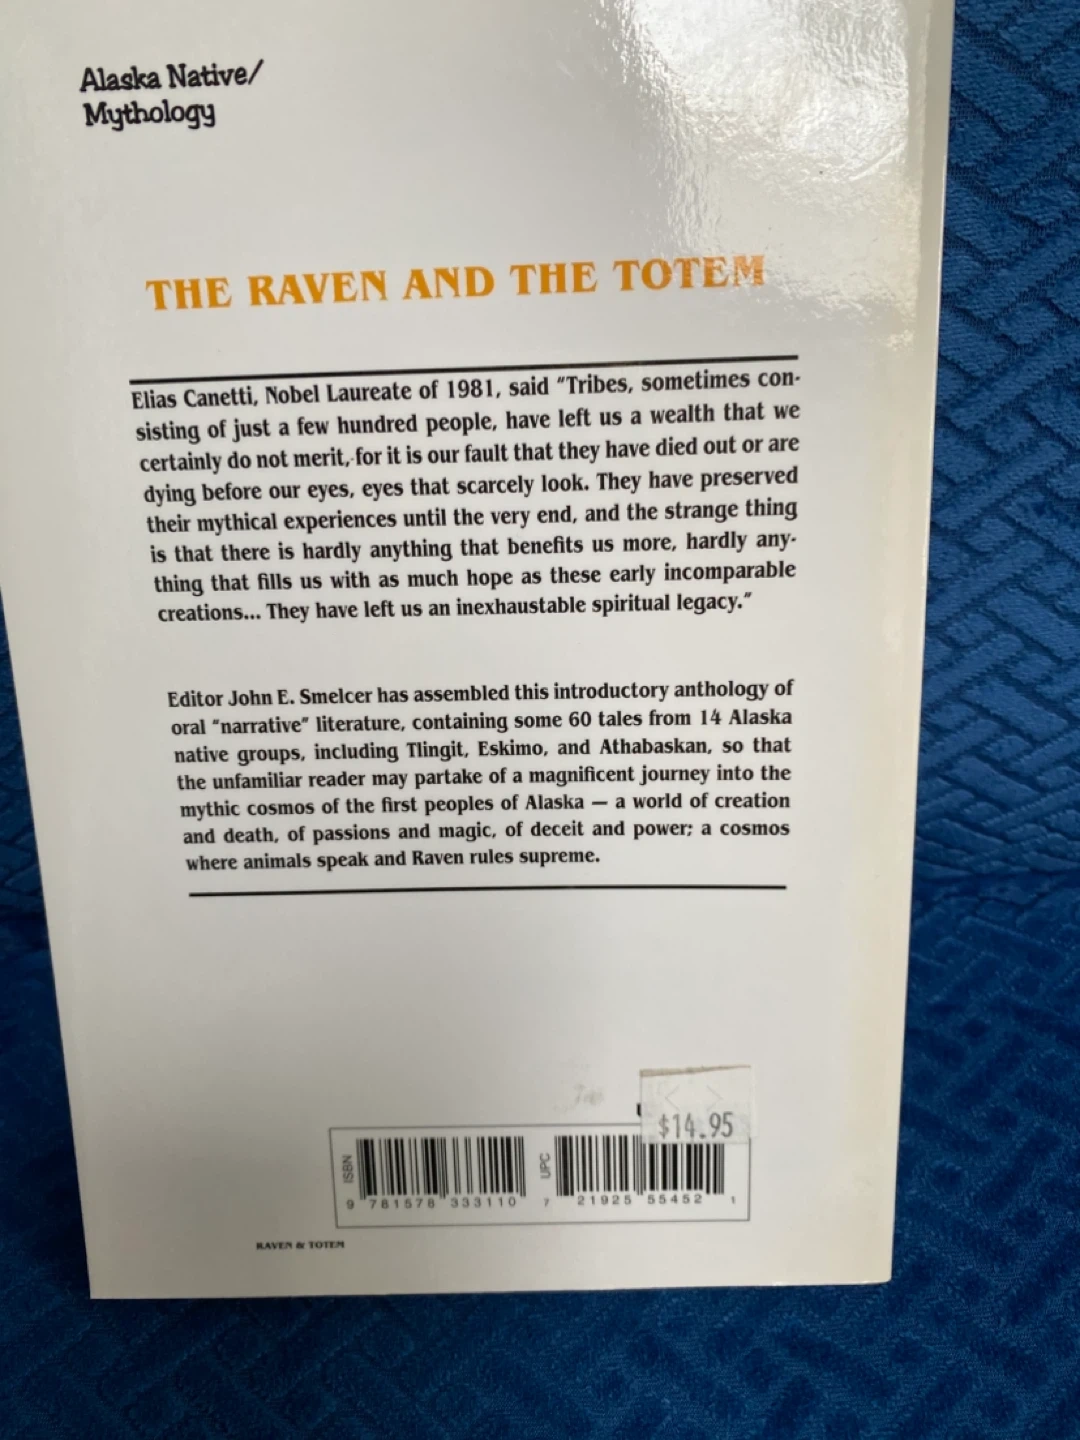 Alaska Native/
Mythology
THE RAVEN AND THE TOTEM
Elias Canetti, Nobel Laureate of 1981, said "Tribes, sometimes con-
sisting of just a few hundred people, have left us a wealth that we
certainly do not merit, for it is our fault that they have died out or are
dying before our eyes, eyes that scarcely look. They have preserved
their mythical experiences until the very end, and the strange thing
is that there is hardly anything that benefits us more, hardly any-
thing that fills us with as much hope as these early incomparable
creations... They have left us an inexhaustable spiritual legacy."
Editor John E. Smelcer has assembled this introductory anthology of
oral "narrative" literature, containing some 60 tales from 14 Alaska
native groups, including Tlingit, Eskimo, and Athabaskan, so that
the unfamiliar reader may partake of a magnificent journey into the
mythic cosmos of the first peoples of Alaska — a world of creation
and death, of passions and magic, of deceit and power; a cosmos
where animals speak and Raven rules supreme.
$14.95
ISBN
9 781578 333110
UPC
7 21925 55452 1
RAVEN & TOTEM